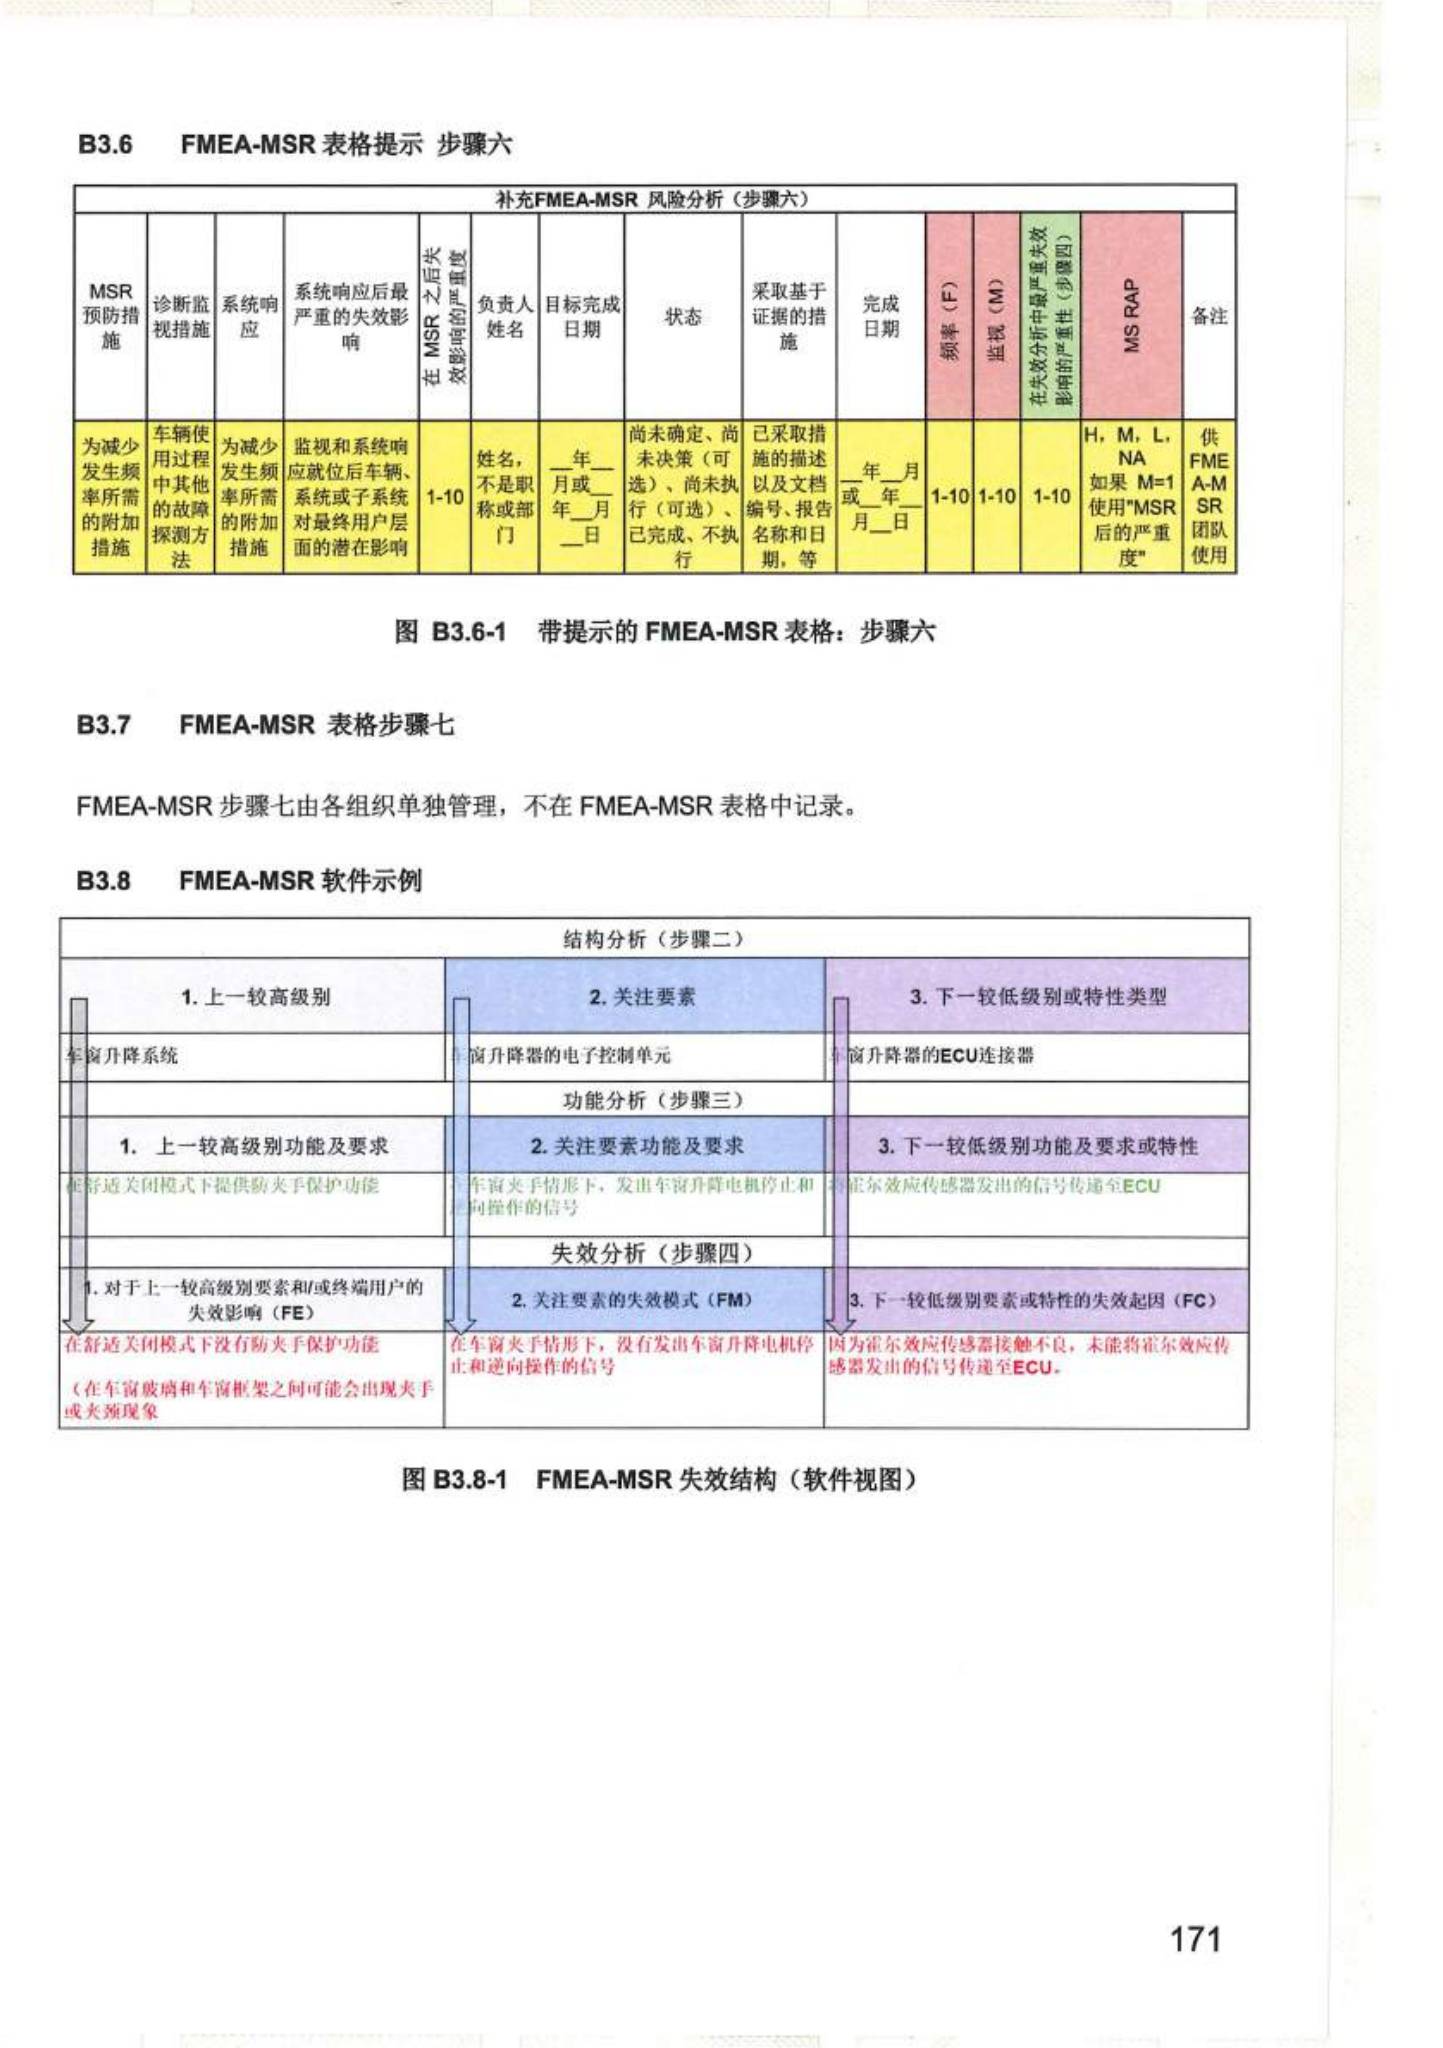 B3.6 FMEA-MSR 表格提示 步骤六
补充FMEA-MSR 风险分析（步骤六）
MSR
预防措
施
诊断监
视措施
系统响
应
系统响应后最
严重的失效影
响
在 MSR 之后失
效影响的严重度
负责人
姓名
目标完成
日期
状态
采取基于
证据的措
施
完成
日期
频率（F）
监视（M）
在失效分析中最严重失效
影响的严重性（步骤四）
MS RAP
备注
为减少
发生频
率所需
的附加
措施
车辆使
用过程
中其他
的故障
探测方
法
为减少
发生频
率所需
的附加
措施
监视和系统响
应就位后车辆、
系统或子系统
对最终用户层
面的潜在影响
1-10
姓名，
不是职
称或部
门
__年__
月或__
年__月
__日
尚未确定、尚
未决策（可
选）、尚未执
行（可选）、
已完成、不执
行
已采取措
施的描述
以及文档
编号、报告
名称和日
期，等
__年__月
或__年__
月__日
1-10
1-10
1-10
H，M，L，
NA
如果 M=1
使用"MSR
后的严重
度"
供
FME
A-M
SR
团队
使用
图 B3.6-1 带提示的 FMEA-MSR 表格：步骤六
B3.7 FMEA-MSR 表格步骤七
FMEA-MSR 步骤七由各组织单独管理，不在 FMEA-MSR 表格中记录。
B3.8 FMEA-MSR 软件示例
结构分析（步骤二）
1. 上一较高级别
2. 关注要素
3. 下一较低级别或特性类型
车窗升降系统
车窗升降器的电子控制单元
车窗升降器的ECU连接器
功能分析（步骤三）
1. 上一较高级别功能及要求
2. 关注要素功能及要求
3. 下一较低级别功能及要求或特性
在舒适关闭模式下提供防夹手保护功能
在车窗夹手情形下，发出车窗升降电机停止和
逆向操作的信号
将霍尔效应传感器发出的信号传递至ECU
失效分析（步骤四）
1. 对于上一较高级别要素和/或终端用户的
失效影响（FE）
2. 关注要素的失效模式（FM）
3. 下一较低级别要素或特性的失效起因（FC）
在舒适关闭模式下没有防夹手保护功能
（在车窗玻璃和车窗框架之间可能会出现夹手
或夹颈现象
在车窗夹手情形下，没有发出车窗升降电机停
止和逆向操作的信号
因为霍尔效应传感器接触不良，未能将霍尔效应传
感器发出的信号传递至ECU。
图 B3.8-1 FMEA-MSR 失效结构（软件视图）
171